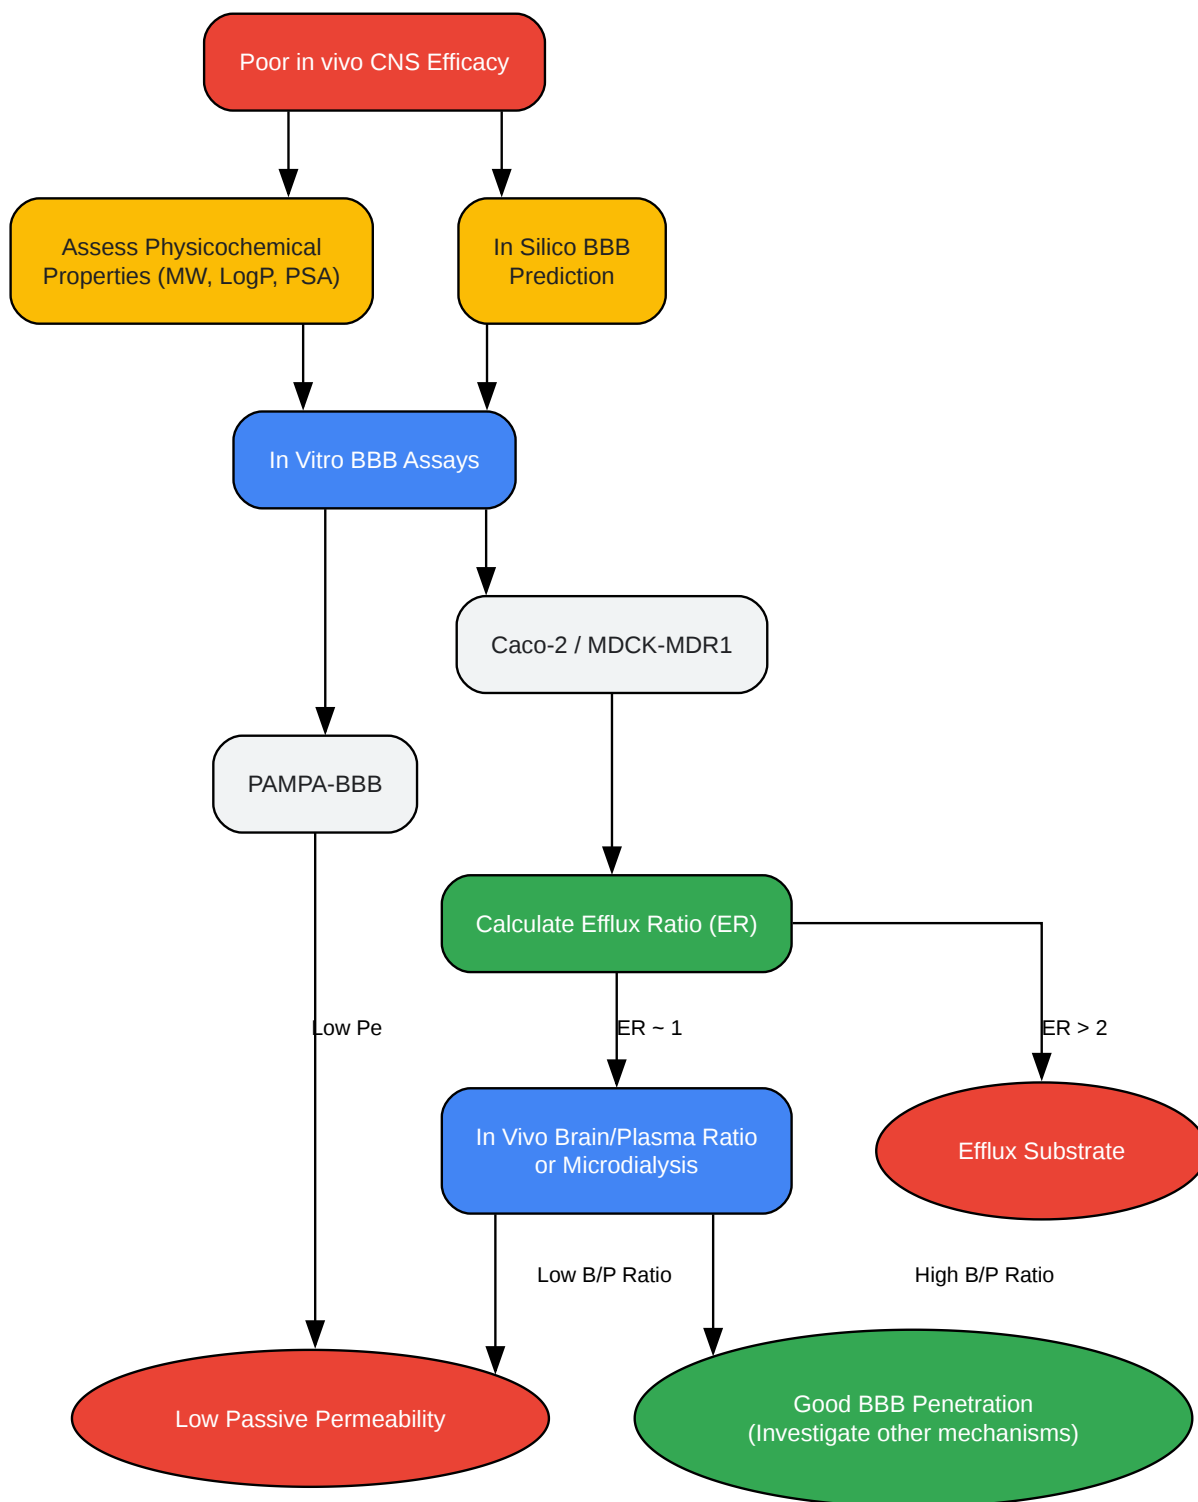 Poor in vivo CNS Efficacy
Assess Physicochemical
Properties (MW, LogP, PSA)
In Silico BBB
Prediction
In Vitro BBB Assays
Caco-2 / MDCK-MDR1
PAMPA-BBB
Calculate Efflux Ratio (ER)
Low Pe
ER ~ 1
ER > 2
In Vivo Brain/Plasma Ratio
or Microdialysis
Efflux Substrate
Low B/P Ratio
High B/P Ratio
Low Passive Permeability
Good BBB Penetration
(Investigate other mechanisms)